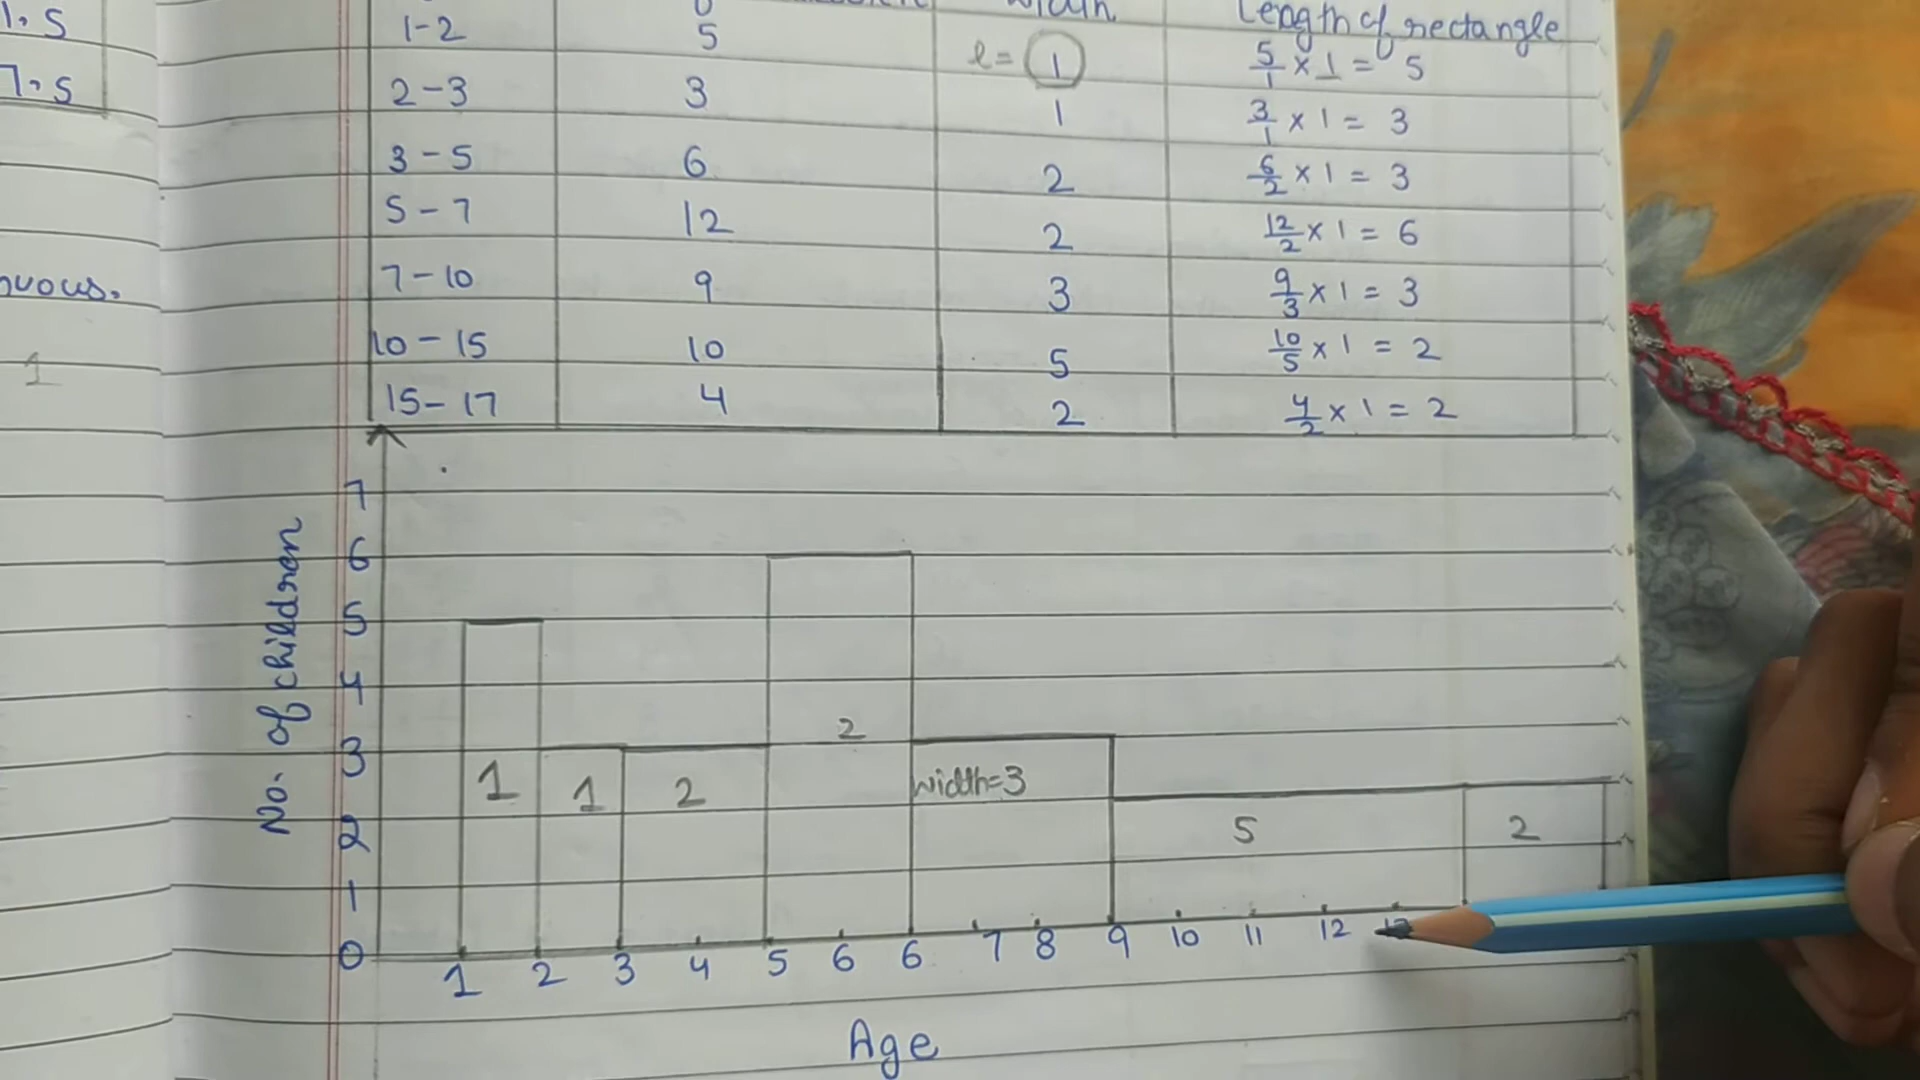 1.5
7.5
nuous.
1
width Length of rectangle
1-2 5 l = 1 5/1 × 1 = 5
2-3 3 1 3/1 × 1 = 3
3-5 6 2 6/2 × 1 = 3
5-7 12 2 12/2 × 1 = 6
7-10 9 3 9/3 × 1 = 3
10-15 10 5 10/5 × 1 = 2
15-17 4 2 4/2 × 1 = 2
No. of children
7
6
5
4
3
2
1
0
1 1 2 2 width=3 5 2
1 2 3 4 5 6 6 7 8 9 10 11 12
Age